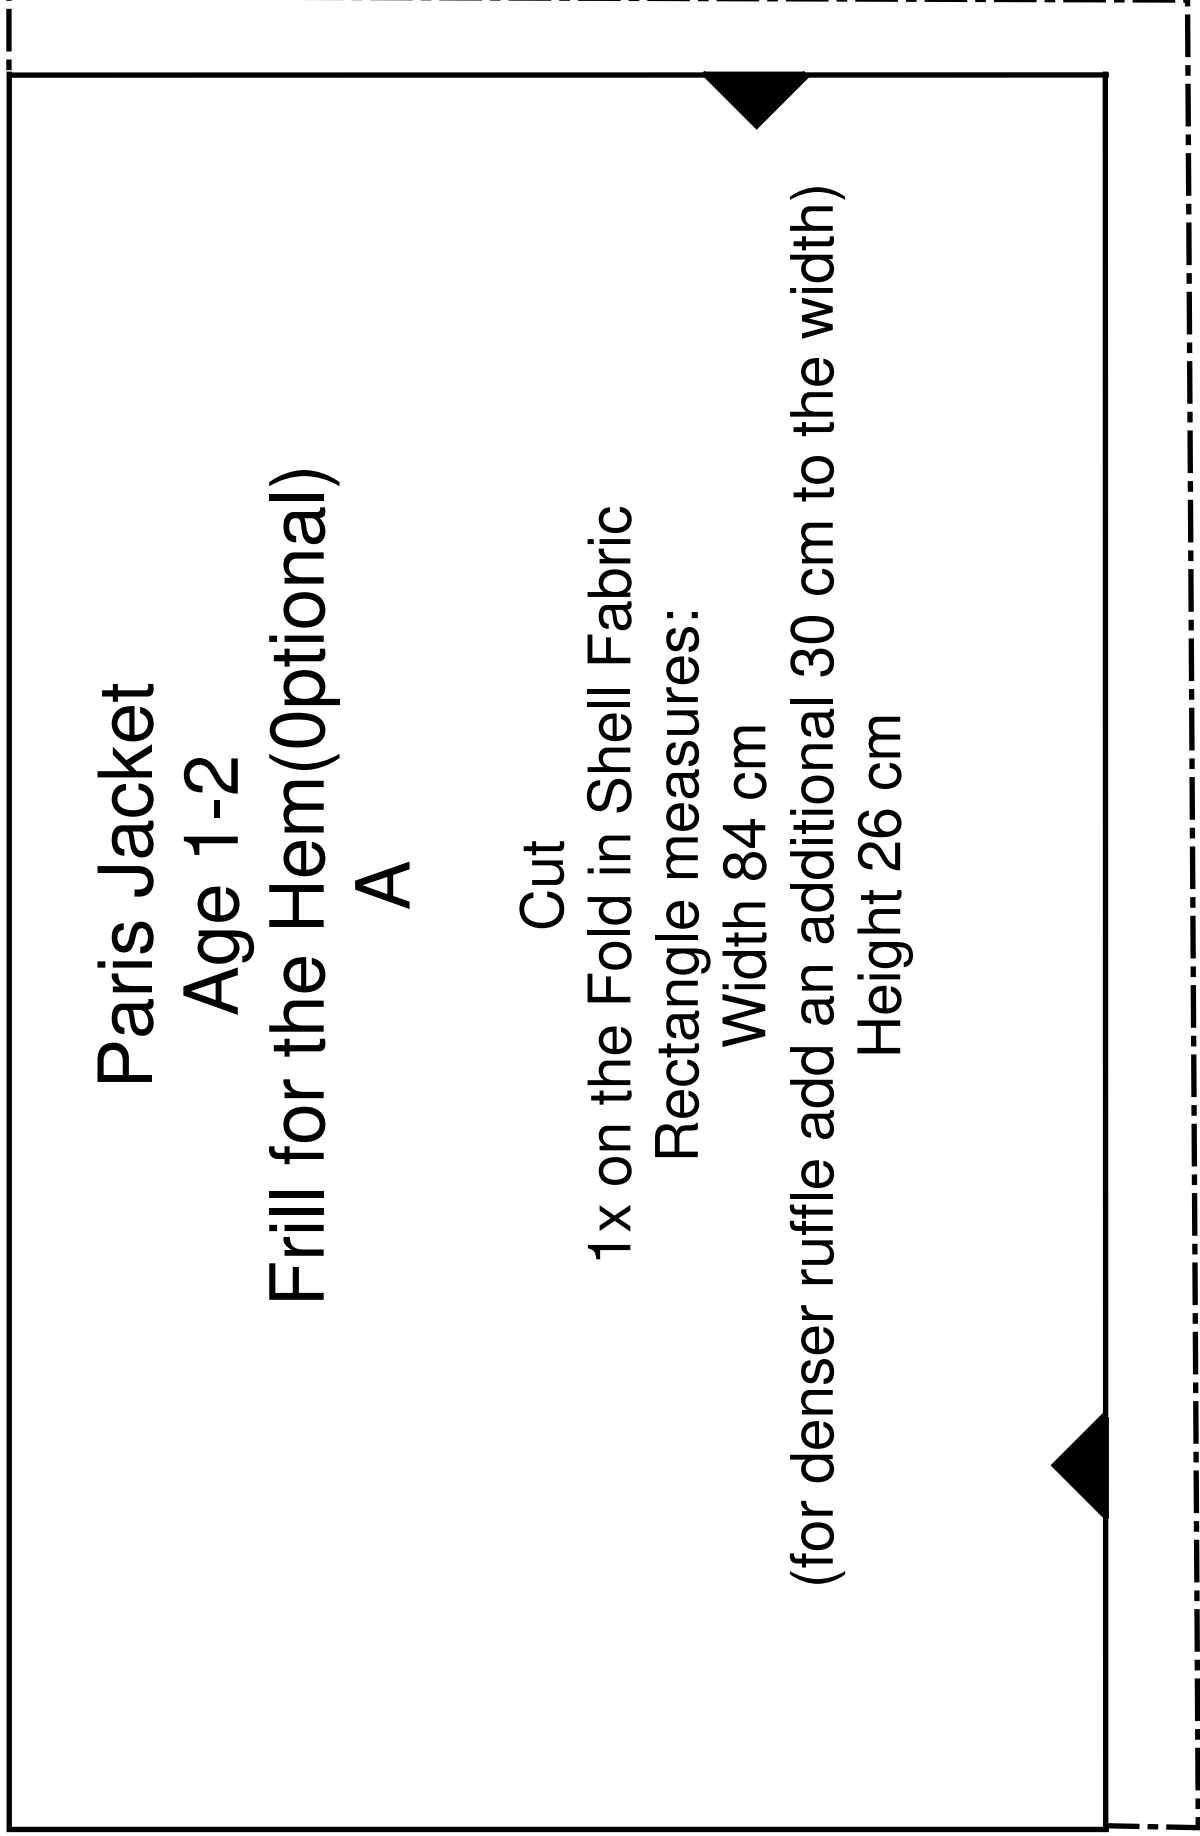 Paris Jacket
Age 1-2
Frill for the Hem(0ptional)
A
Cut
1x on the Fold in Shell Fabric
Rectangle measures:
Width 84 cm
(for denser ruffle add an additional 30 cm to the width)
Height 26 cm